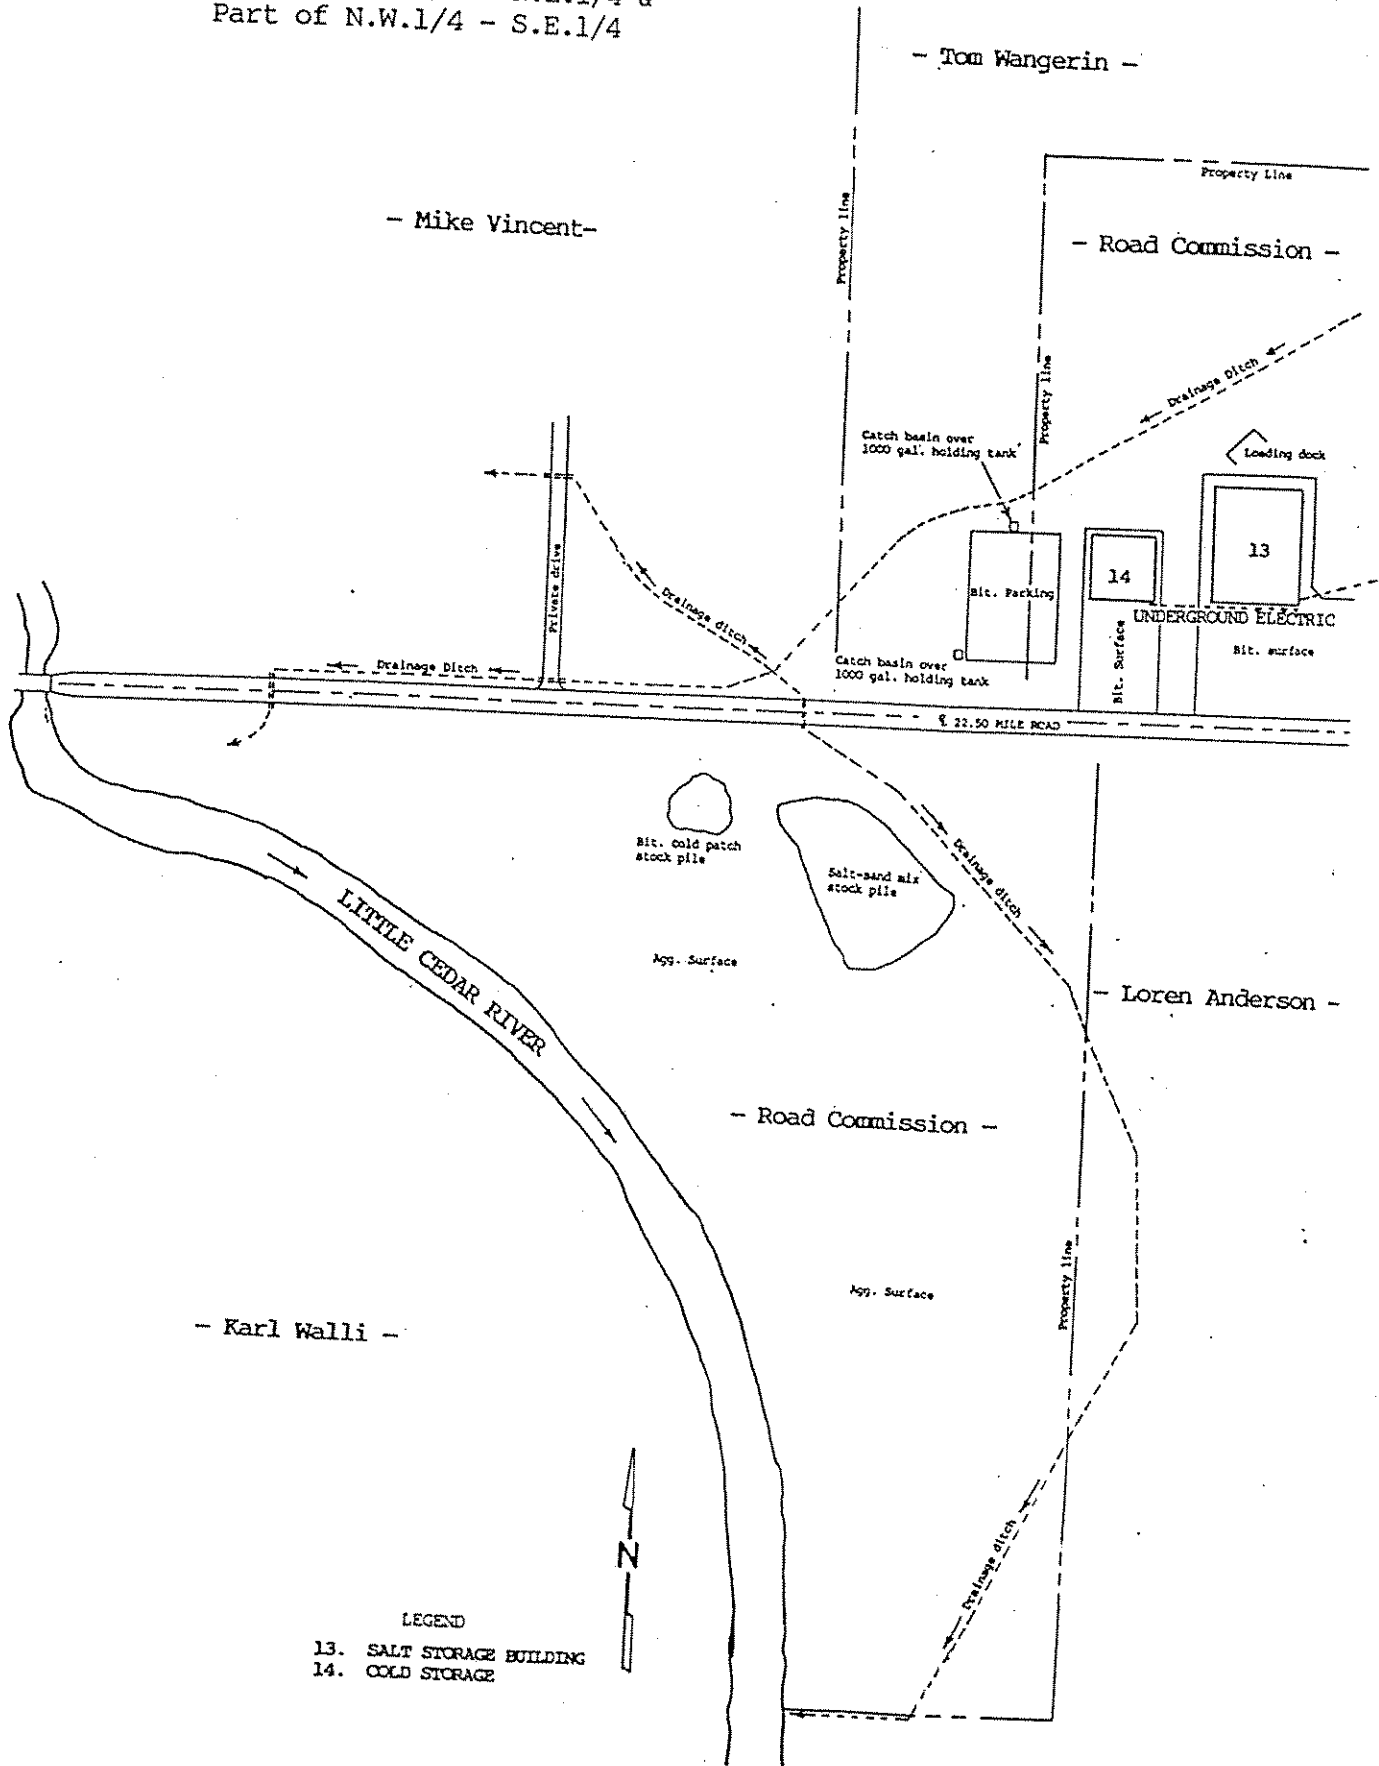 Part of N.W.1/4 - S.E.1/4
- Tom Wangerin -
Property Line
Property line
- Mike Vincent-
- Road Commission -
Drainage Ditch
Property line
Catch basin over
1000 gal. holding tank
Loading dock
13
14
Bit. Parking
Private drive
Drainage ditch
UNDERGROUND ELECTRIC
Bit. Surface
Bit. surface
Drainage Ditch
Catch basin over
1000 gal. holding tank
℄ 22.50 MILE ROAD
Bit. cold patch
stock pile
Salt-sand mix
stock pile
Drainage ditch
LITTLE CEDAR RIVER
Agg. Surface
- Loren Anderson -
- Road Commission -
Property line
Agg. Surface
- Karl Walli -
N
Drainage ditch
LEGEND
13. SALT STORAGE BUILDING
14. COLD STORAGE